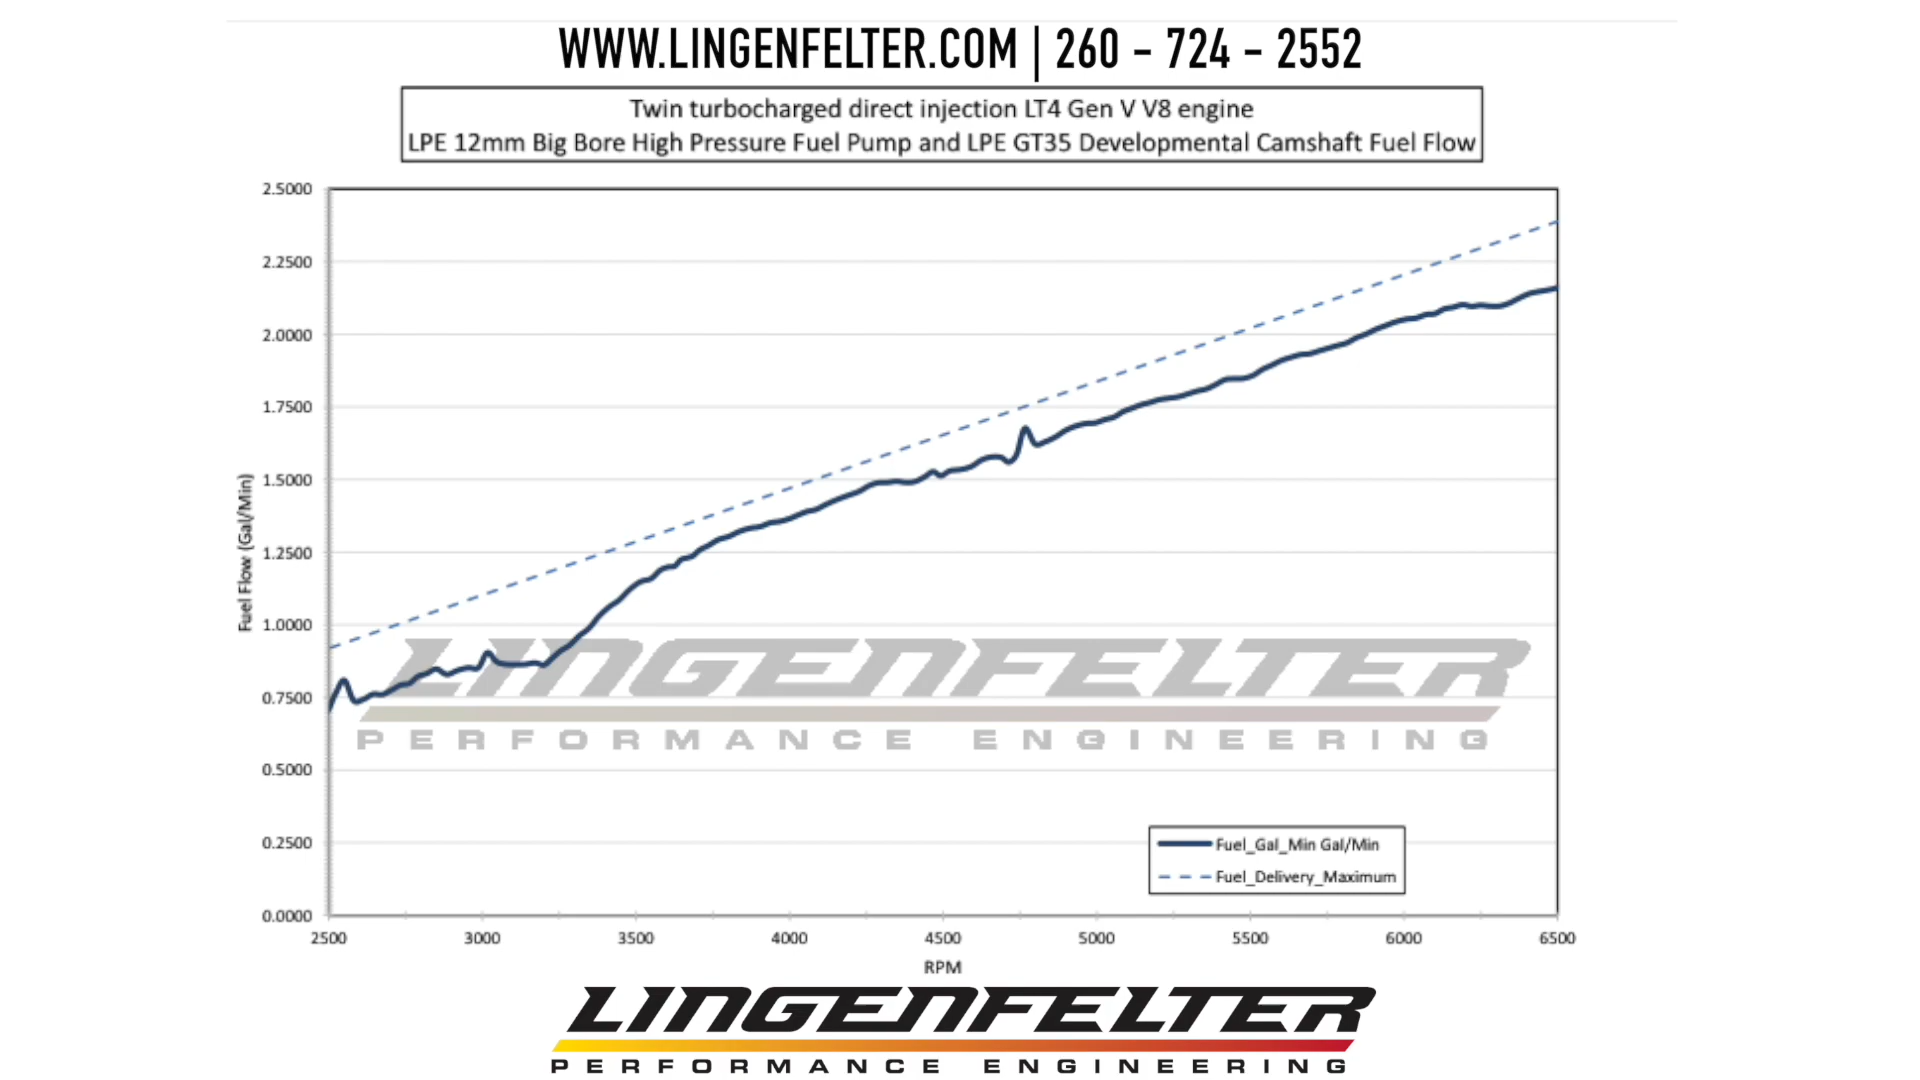 WWW.LINGENFELTER.COM | 260 - 724 - 2552
Twin turbocharged direct injection LT4 Gen V V8 engine
LPE 12mm Big Bore High Pressure Fuel Pump and LPE GT35 Developmental Camshaft Fuel Flow
2.5000
2.2500
2.0000
1.7500
1.5000
1.2500
1.0000
0.7500
0.5000
0.2500
0.0000
Fuel Flow (Gal/Min)
LINGENFELTER
PERFORMANCE ENGINEERING
Fuel_Gal_Min Gal/Min
Fuel_Delivery_Maximum
2500 3000 3500 4000 4500 5000 5500 6000 6500
RPM
LINGENFELTER
PERFORMANCE ENGINEERING